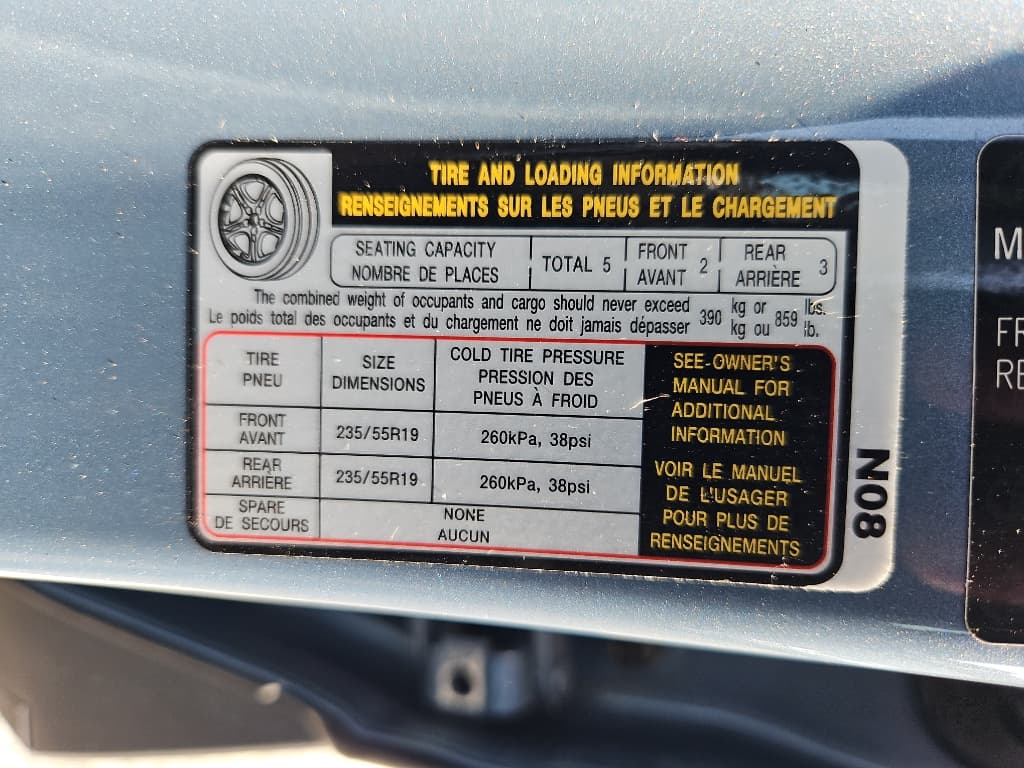 TIRE AND LOADING INFORMATION
RENSEIGNEMENTS SUR LES PNEUS ET LE CHARGEMENT
SEATING CAPACITY
NOMBRE DE PLACES
TOTAL 5
FRONT
AVANT
2
REAR
ARRIÈRE
3
The combined weight of occupants and cargo should never exceed
Le poids total des occupants et du chargement ne doit jamais dépasser
390
kg or
kg ou
859
lbs.
lb.
TIRE
PNEU
SIZE
DIMENSIONS
COLD TIRE PRESSURE
PRESSION DES
PNEUS À FROID
FRONT
AVANT
235/55R19
260kPa, 38psi
REAR
ARRIÈRE
235/55R19
260kPa, 38psi
SPARE
DE SECOURS
NONE
AUCUN
SEE-OWNER'S
MANUAL FOR
ADDITIONAL
INFORMATION
VOIR LE MANUEL
DE L'USAGER
POUR PLUS DE
RENSEIGNEMENTS
N08